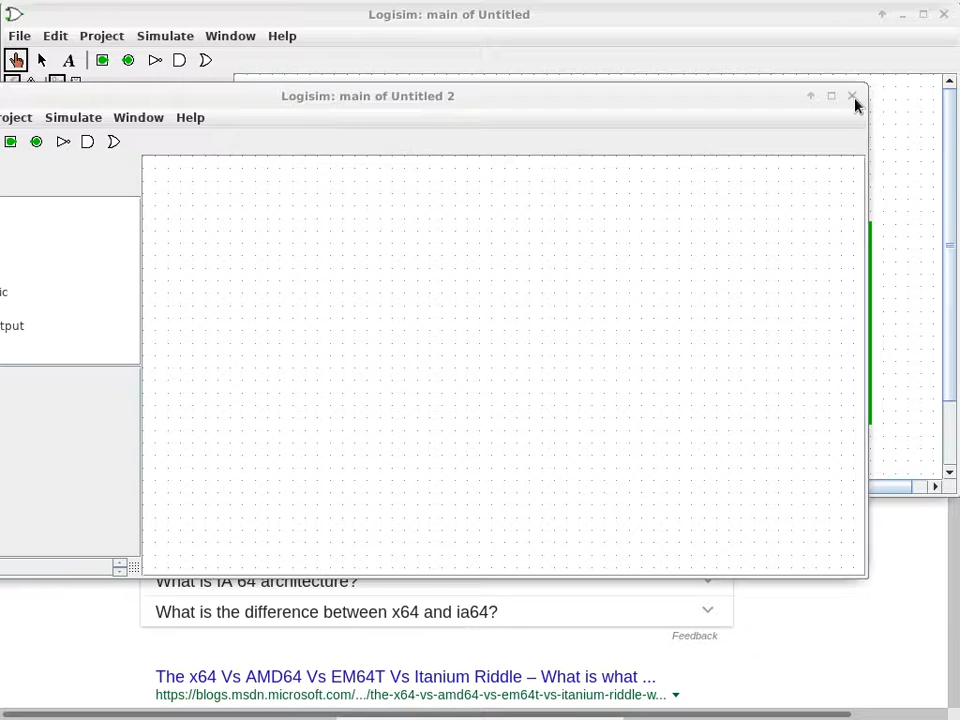 Logisim: main of Untitled
File Edit Project Simulate Window Help
A
Logisim: main of Untitled 2
oject Simulate Window Help
ic
tput
What is IA 64 architecture?
What is the difference between x64 and ia64?
Feedback
The x64 Vs AMD64 Vs EM64T Vs Itanium Riddle – What is what ...
https://blogs.msdn.microsoft.com/.../the-x64-vs-amd64-vs-em64t-vs-itanium-riddle-w...